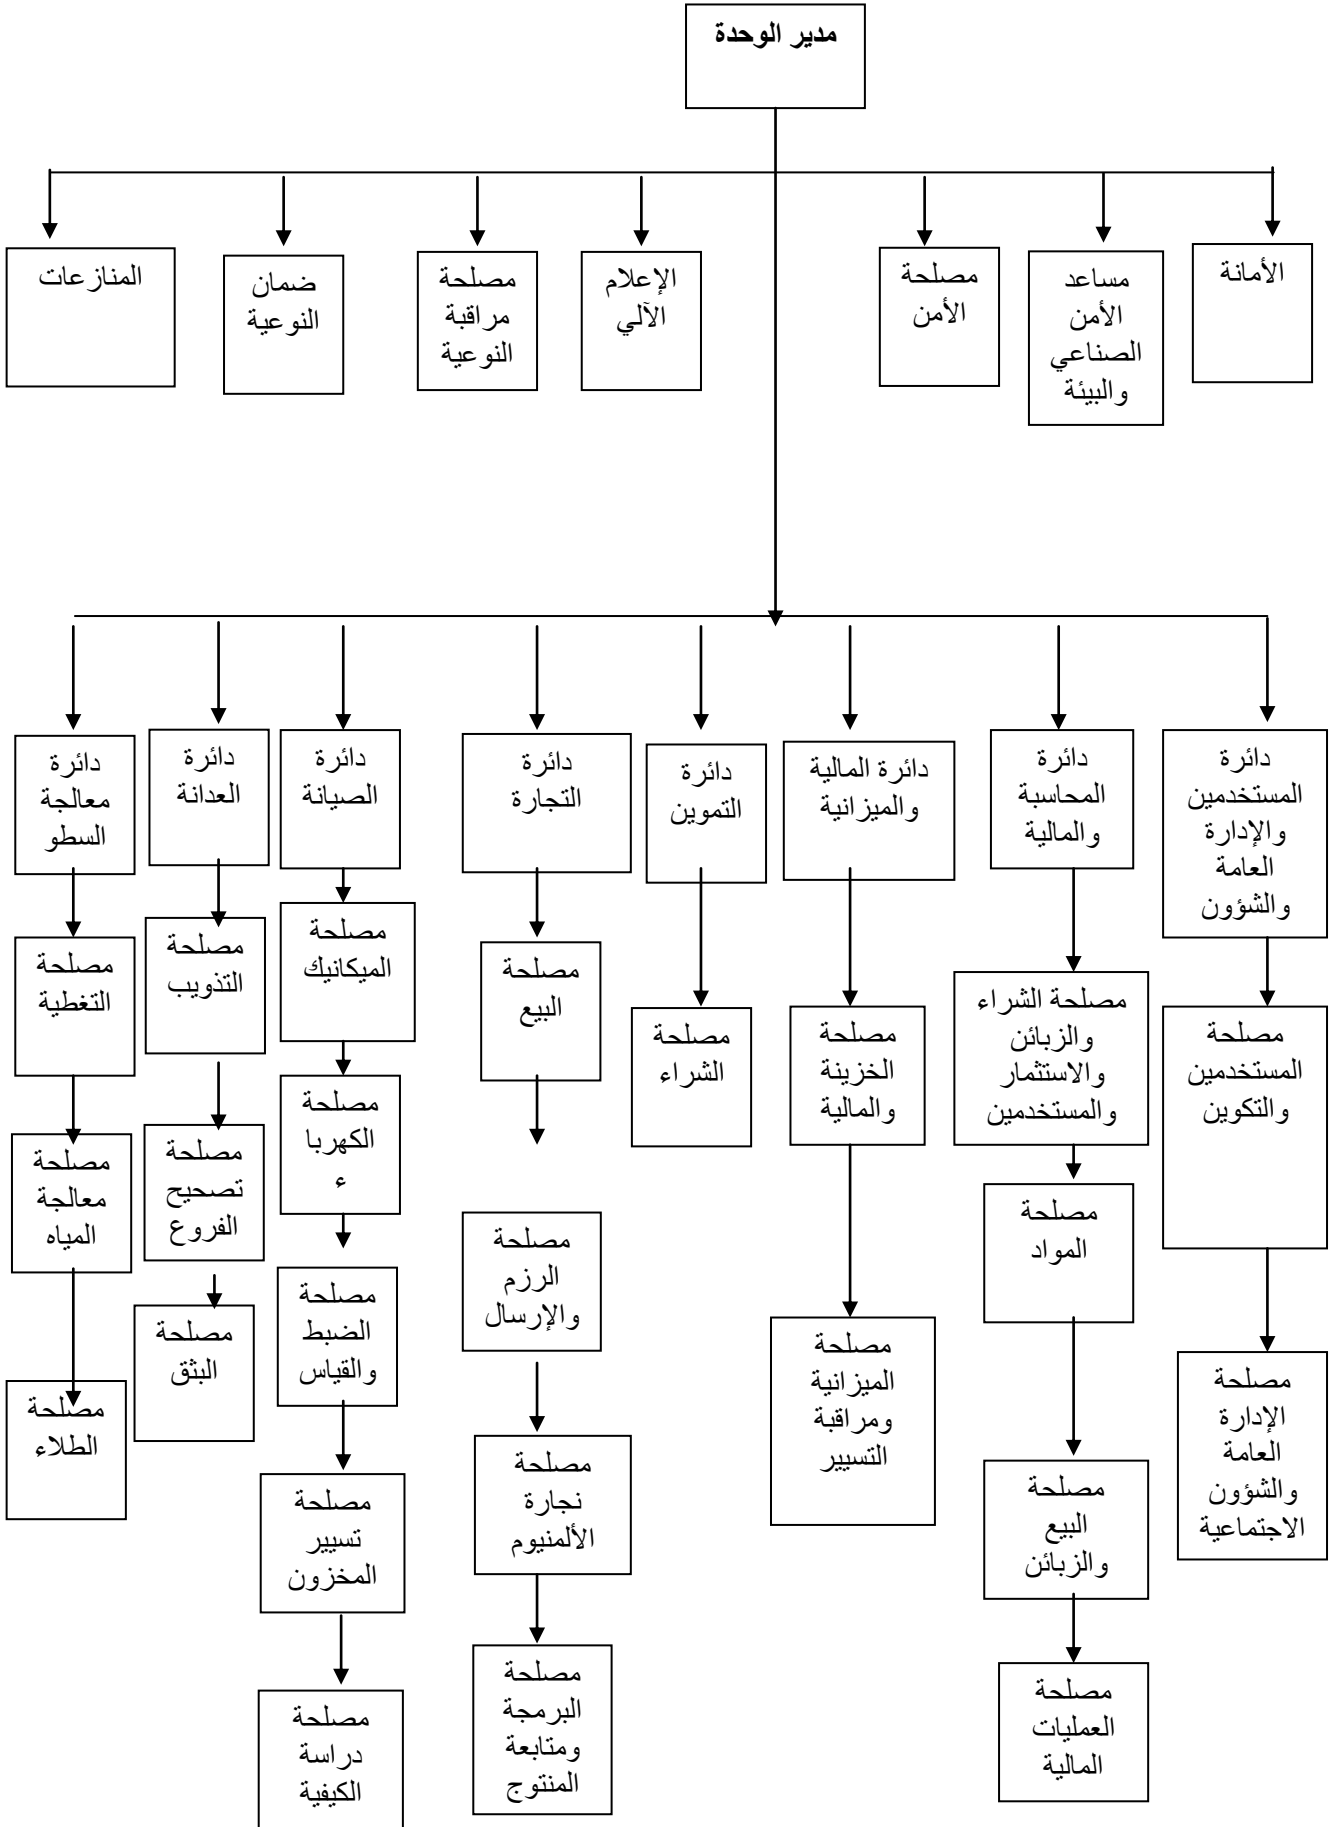 مدير الوحدة
الأمانة
مساعد
الأمن
الصناعي
والبيئة
مصلحة
الأمن
الإعلام
الآلي
مصلحة
مراقبة
النوعية
ضمان
النوعية
المنازعات
دائرة
المستخدمين
والإدارة
العامة
والشؤون
دائرة
المحاسبة
والمالية
دائرة المالية
والميزانية
دائرة
التموين
دائرة
التجارة
دائرة
الصيانة
دائرة
العدانة
دائرة
معالجة
السطو
مصلحة
المستخدمين
والتكوين
مصلحة الشراء
والزبائن
والاستثمار
والمستخدمين
مصلحة
الخزينة
والمالية
مصلحة
الشراء
مصلحة
البيع
مصلحة
الميكانيك
مصلحة
التذويب
مصلحة
التغطية
مصلحة
الإدارة
العامة
والشؤون
الاجتماعية
مصلحة
المواد
مصلحة
الميزانية
ومراقبة
التسيير
مصلحة
الرزم
والإرسال
مصلحة
الكهربا
ء
مصلحة
تصحيح
الفروع
مصلحة
معالجة
المياه
مصلحة
البيع
والزبائن
مصلحة
نجارة
الألمنيوم
مصلحة
الضبط
والقياس
مصلحة
البثق
مصلحة
الطلاء
مصلحة
العمليات
المالية
مصلحة
البرمجة
ومتابعة
المنتوج
مصلحة
تسيير
المخزون
مصلحة
دراسة
الكيفية